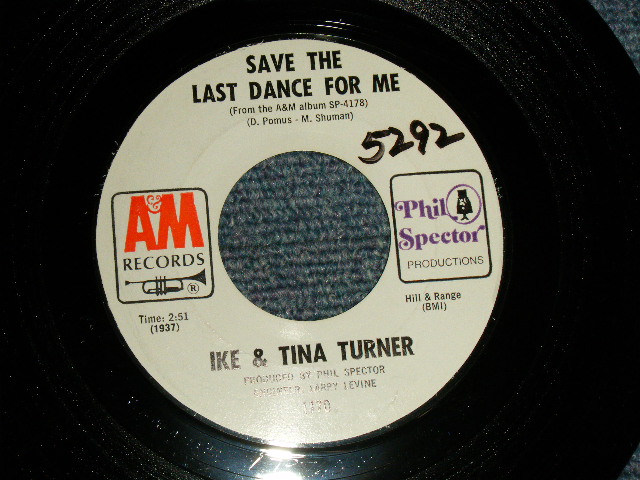 SAVE THE
LAST DANCE FOR ME
(From the A&M album SP-4178)
(D. Pomus - M. Shuman)
5292
A&M
RECORDS
®
Phil
Spector
PRODUCTIONS
Time: 2:51
(1937)
Hill & Range
(BMI)
IKE & TINA TURNER
PRODUCED BY PHIL SPECTOR
ENGINEER LARRY LEVINE